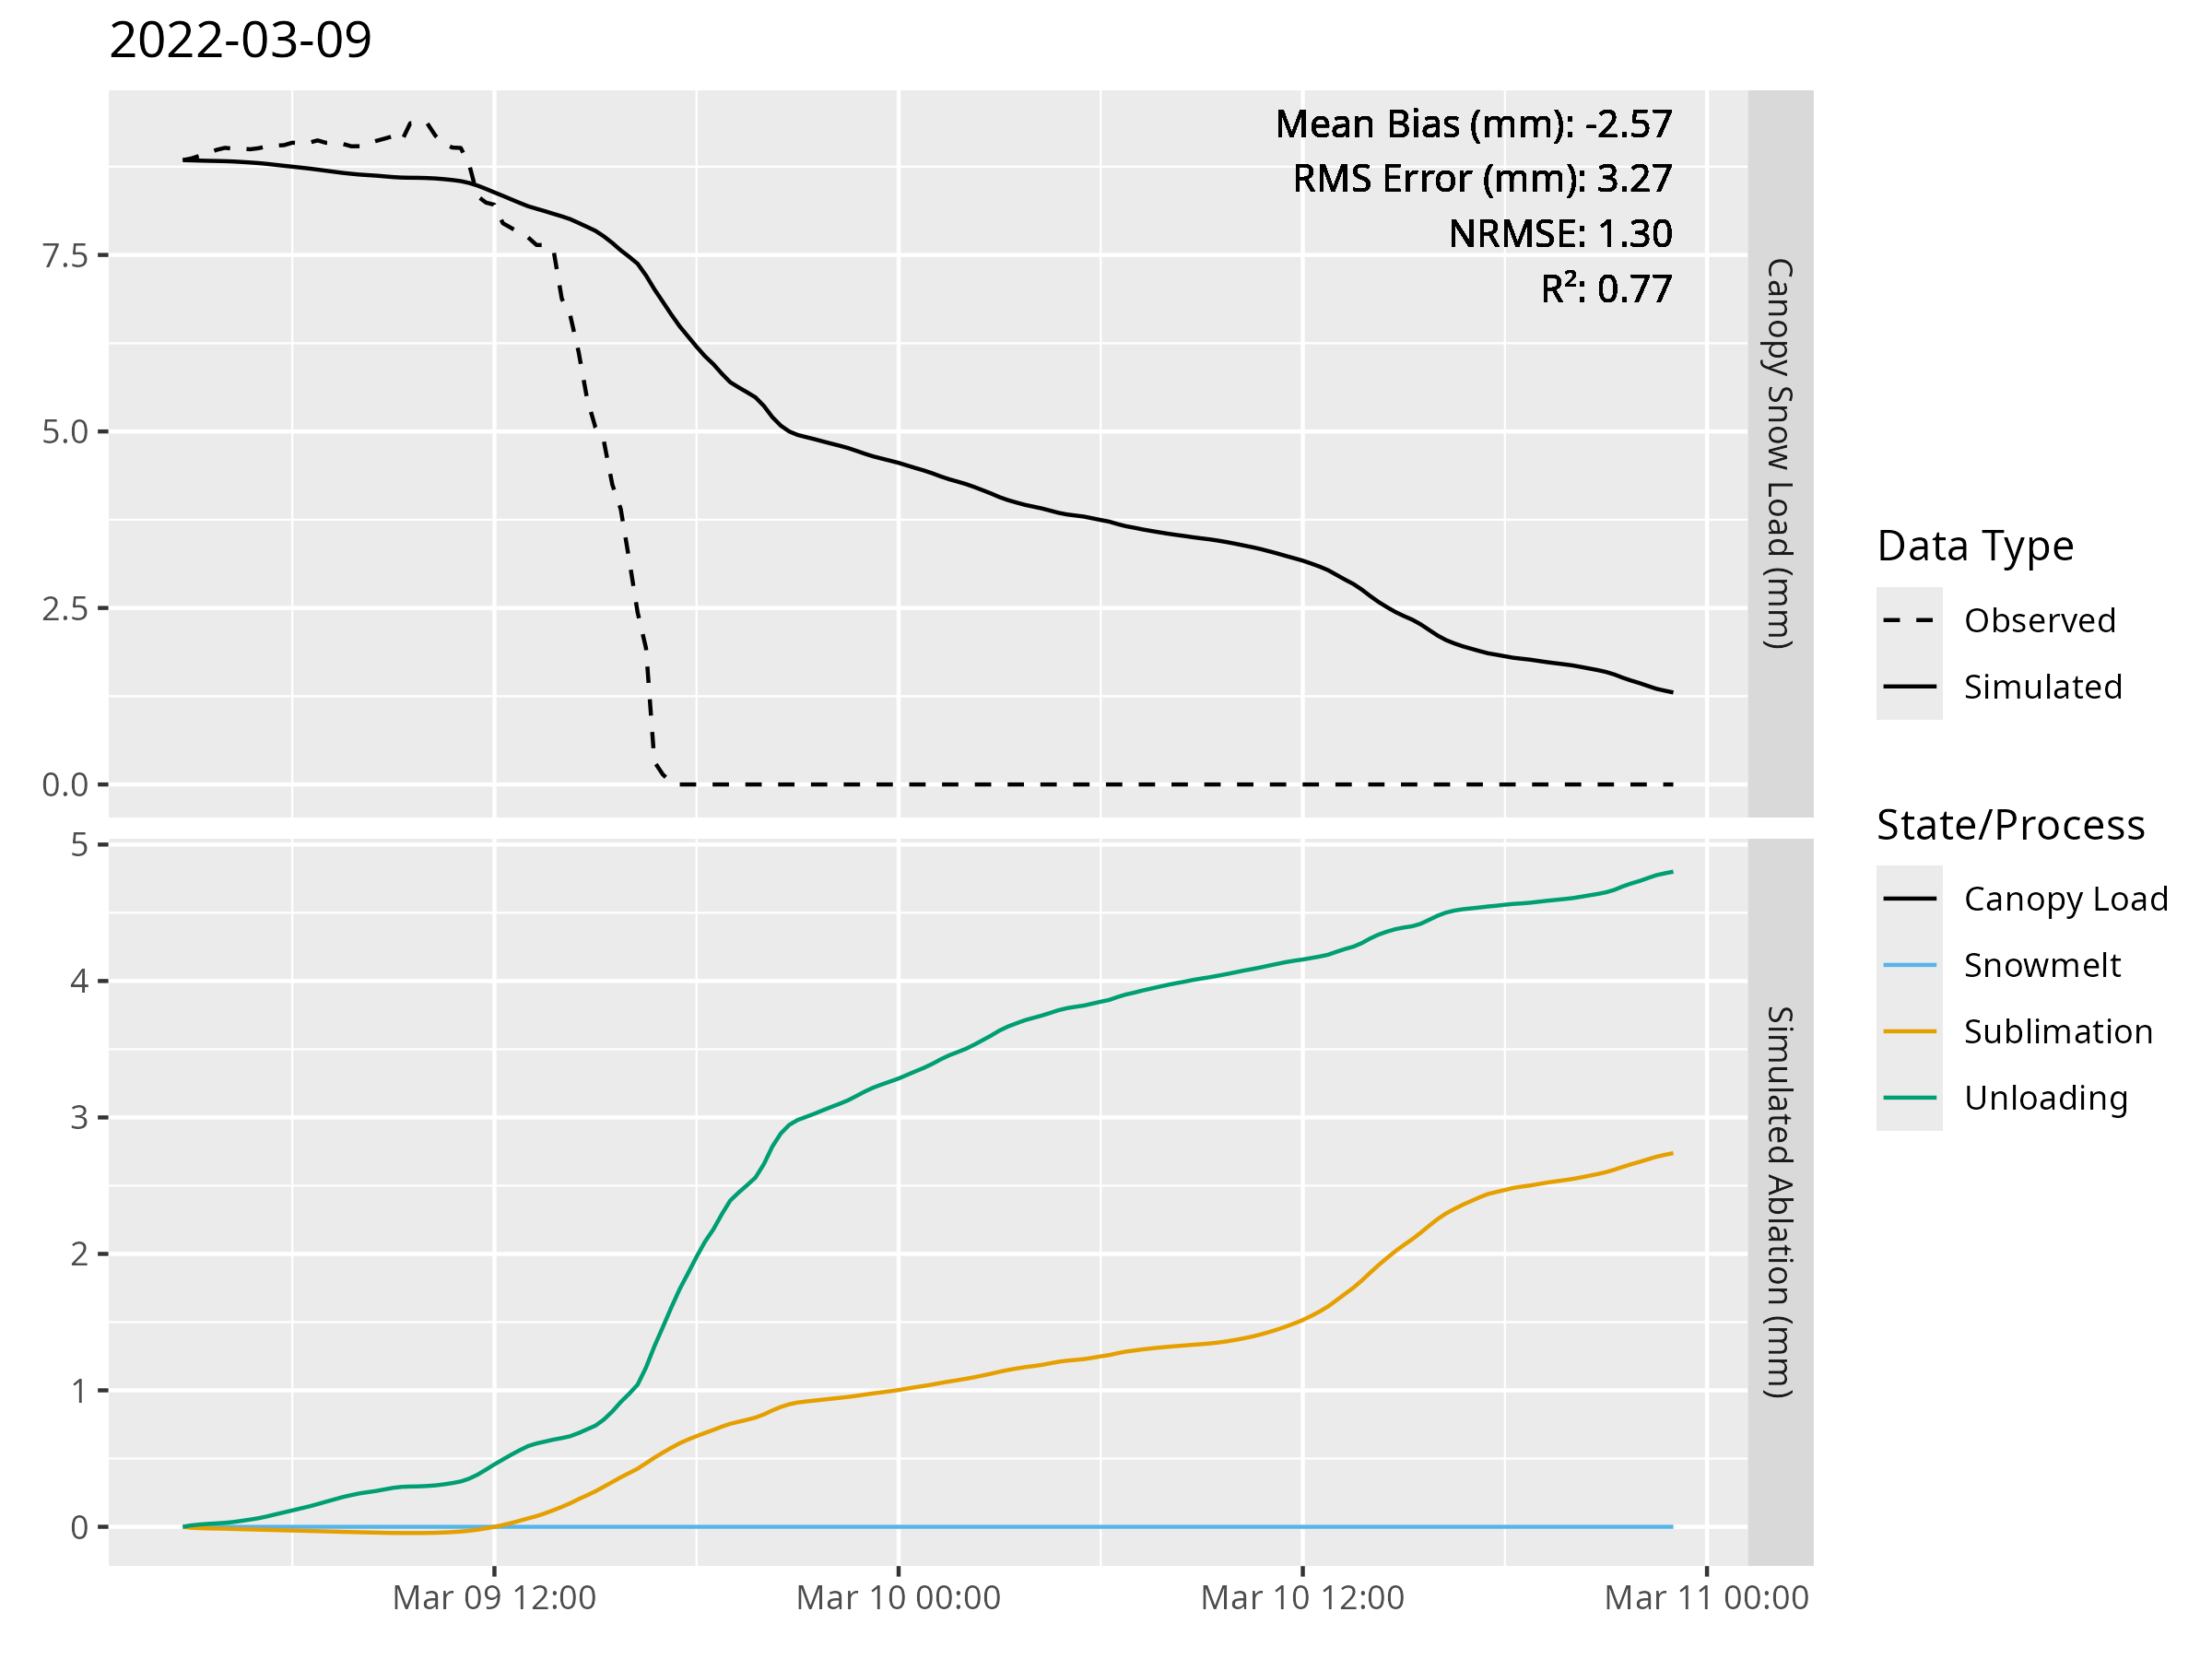 2022-03-09
Mean Bias (mm): -2.57
RMS Error (mm): 3.27
NRMSE: 1.30
R²: 0.77
7.5
5.0
2.5
0.0
Canopy Snow Load (mm)
5
4
3
2
1
0
Simulated Ablation (mm)
Mar 09 12:00
Mar 10 00:00
Mar 10 12:00
Mar 11 00:00
Data Type
Observed
Simulated
State/Process
Canopy Load
Snowmelt
Sublimation
Unloading